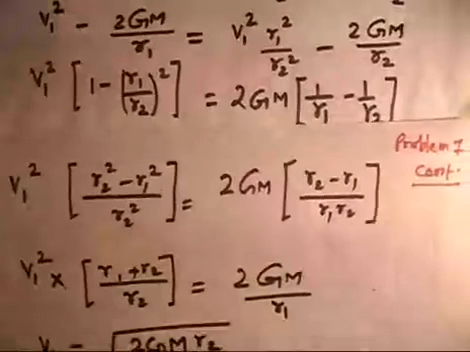 v₁² - 2GM/r₁ = v₁² r₁²/r₂² - 2GM/r₂
v₁² [1 - (r₁/r₂)²] = 2GM [1/r₁ - 1/r₂]
Problem 1
Cont.
v₁² [r₂² - r₁²/r₂²] = 2GM [r₂ - r₁/r₁r₂]
v₁² × [r₁ + r₂/r₂] = 2GM/r₁